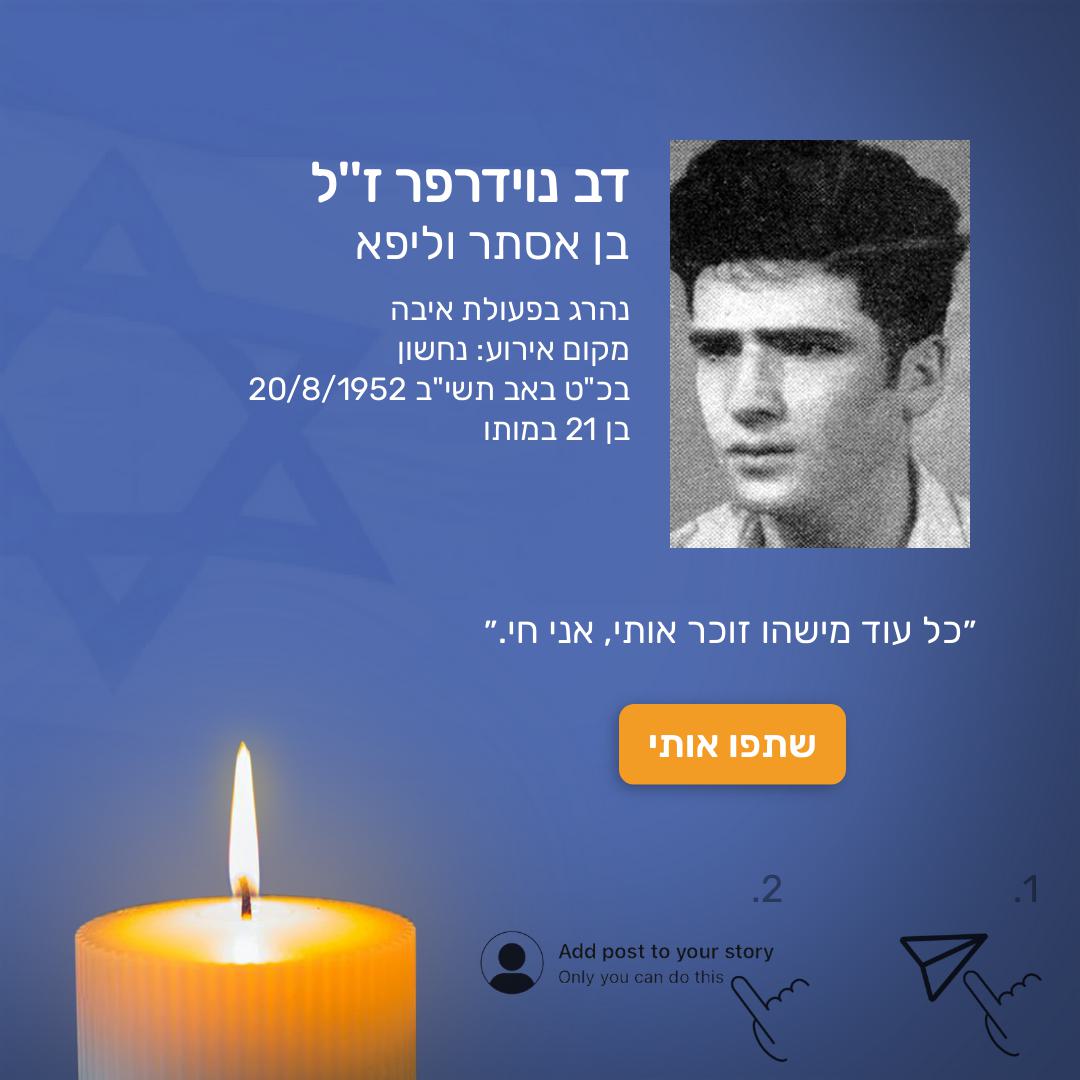 דב נוידרפר ז"ל
בן אסתר וליפא
נהרג בפעולת איבה
מקום אירוע: נחשון
בכ"ט באב תשי"ב 20/8/1952
בן 21 במותו
״כל עוד מישהו זוכר אותי, אני חי.״
שתפו אותי
.1
.2
Add post to your story
Only you can do this